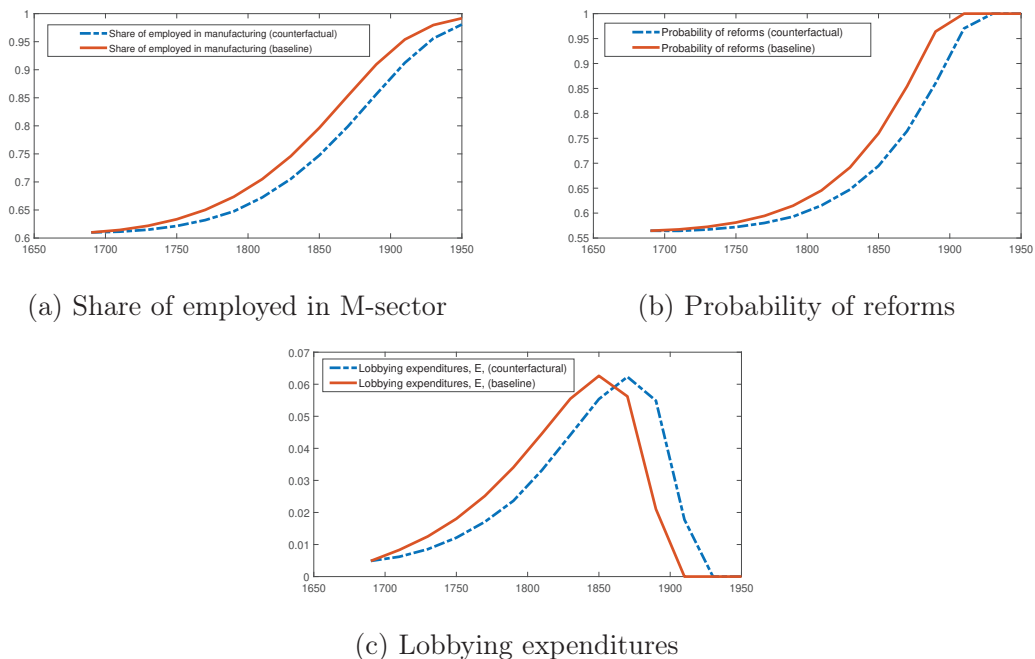 Share of employed in manufacturing (counterfactual)
Share of employed in manufacturing (baseline)
1
0.95
0.9
0.85
0.8
0.75
0.7
0.65
0.6
1650 1700 1750 1800 1850 1900 1950
(a) Share of employed in M-sector
Probability of reforms (counterfactual)
Probability of reforms (baseline)
1
0.95
0.9
0.85
0.8
0.75
0.7
0.65
0.6
0.55
1650 1700 1750 1800 1850 1900 1950
(b) Probability of reforms
Lobbying expenditures, E, (counterfactual)
Lobbying expenditures, E, (baseline)
0.07
0.06
0.05
0.04
0.03
0.02
0.01
0
1650 1700 1750 1800 1850 1900 1950
(c) Lobbying expenditures